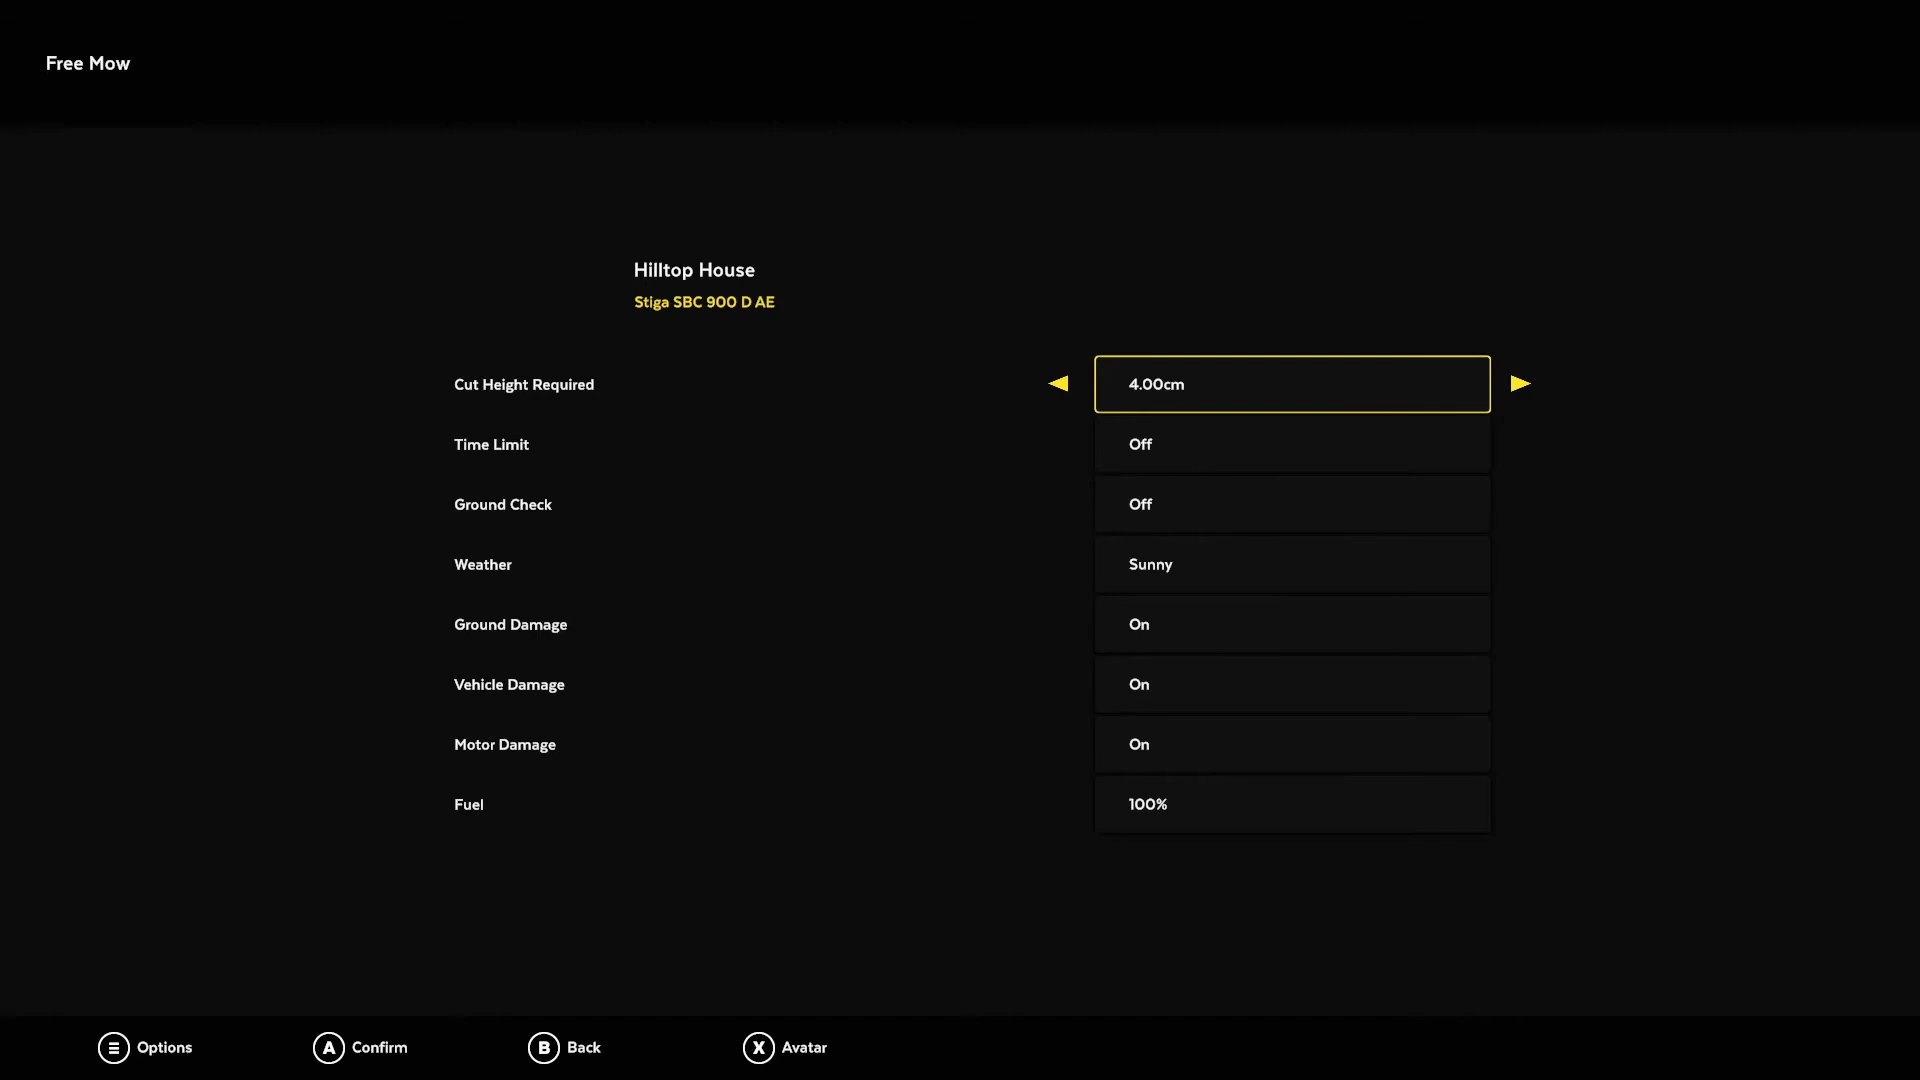 Free Mow
Hilltop House
Stiga SBC 900 D AE
Cut Height Required 4.00cm
Time Limit Off
Ground Check Off
Weather Sunny
Ground Damage On
Vehicle Damage On
Motor Damage On
Fuel 100%
Options A Confirm B Back X Avatar